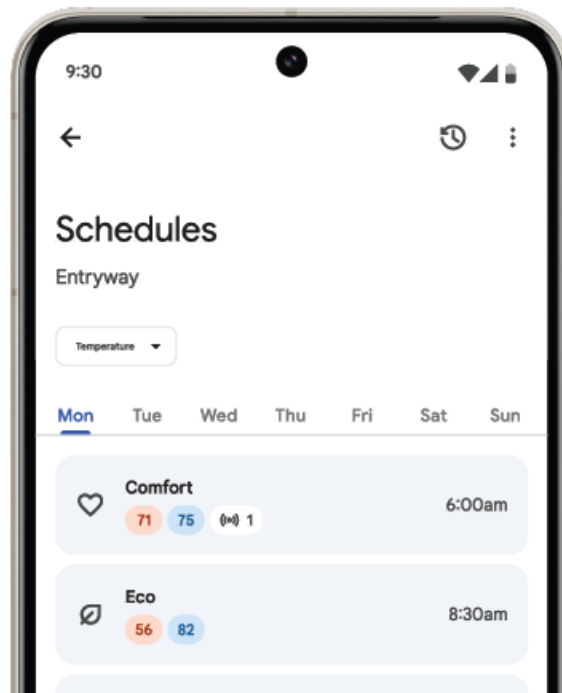 9:30
Schedules
Entryway
Temperature
Mon Tue Wed Thu Fri Sat Sun
Comfort
71 75 1
6:00am
Eco
56 82
8:30am